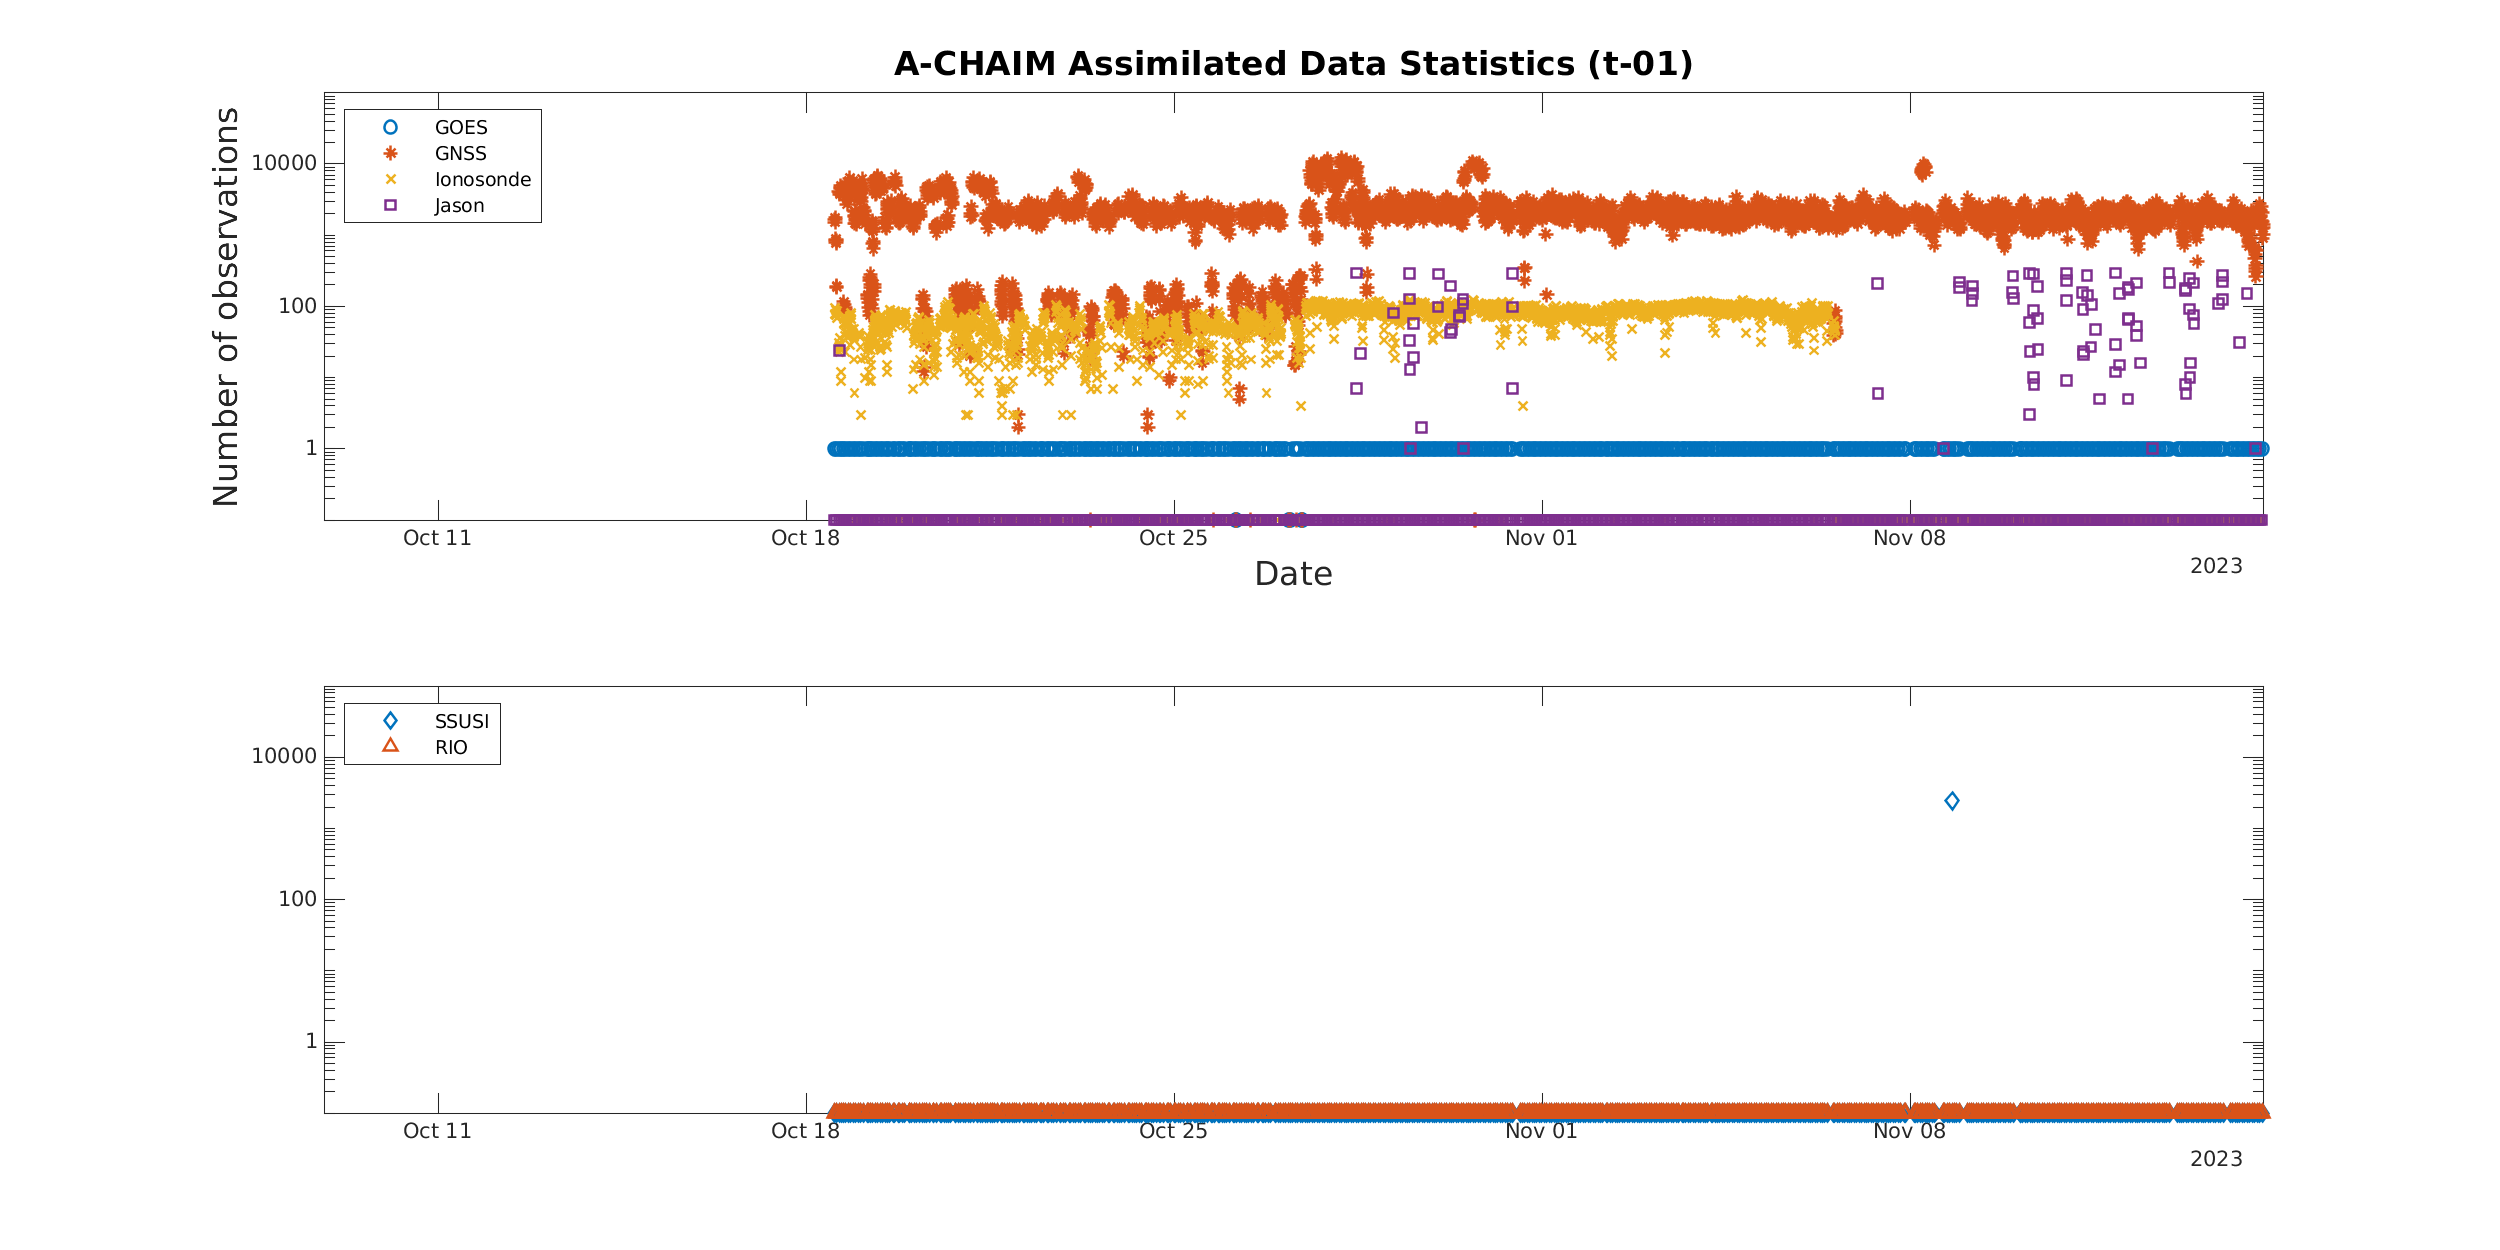 A-CHAIM Assimilated Data Statistics (t-01)
Number of observations
10000
100
1
GOES
GNSS
Ionosonde
Jason
Oct 11
Oct 18
Oct 25
Nov 01
Nov 08
2023
Date
10000
100
1
SSUSI
RIO
Oct 11
Oct 18
Oct 25
Nov 01
Nov 08
2023